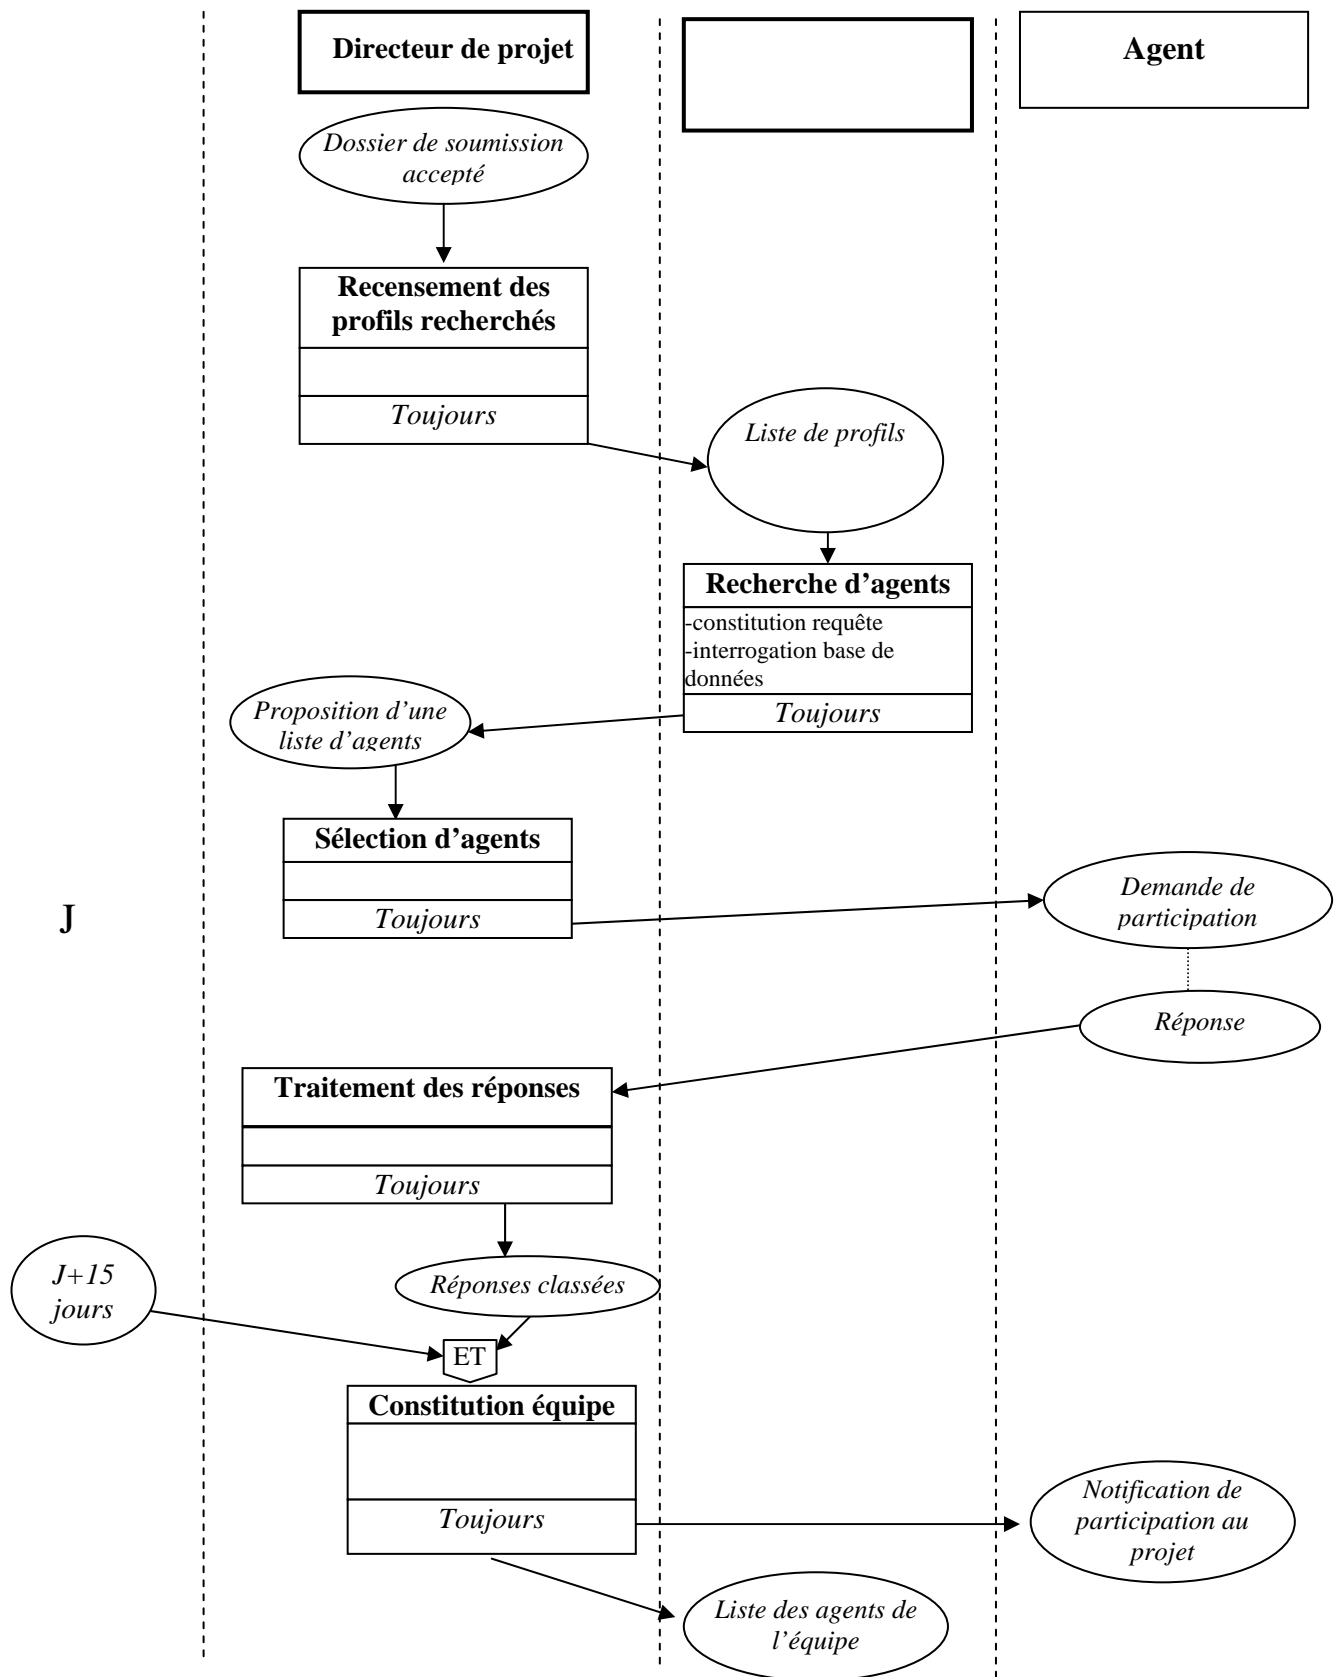 Directeur de projet
Agent
Dossier de soumission
accepté
Recensement des
profils recherchés
Toujours
Liste de profils
Recherche d’agents
-constitution requête
-interrogation base de
données
Toujours
Proposition d’une
liste d’agents
Sélection d’agents
Toujours
J
Demande de
participation
Réponse
Traitement des réponses
Toujours
J+15
jours
Réponses classées
ET
Constitution équipe
Toujours
Notification de
participation au
projet
Liste des agents de
l’équipe